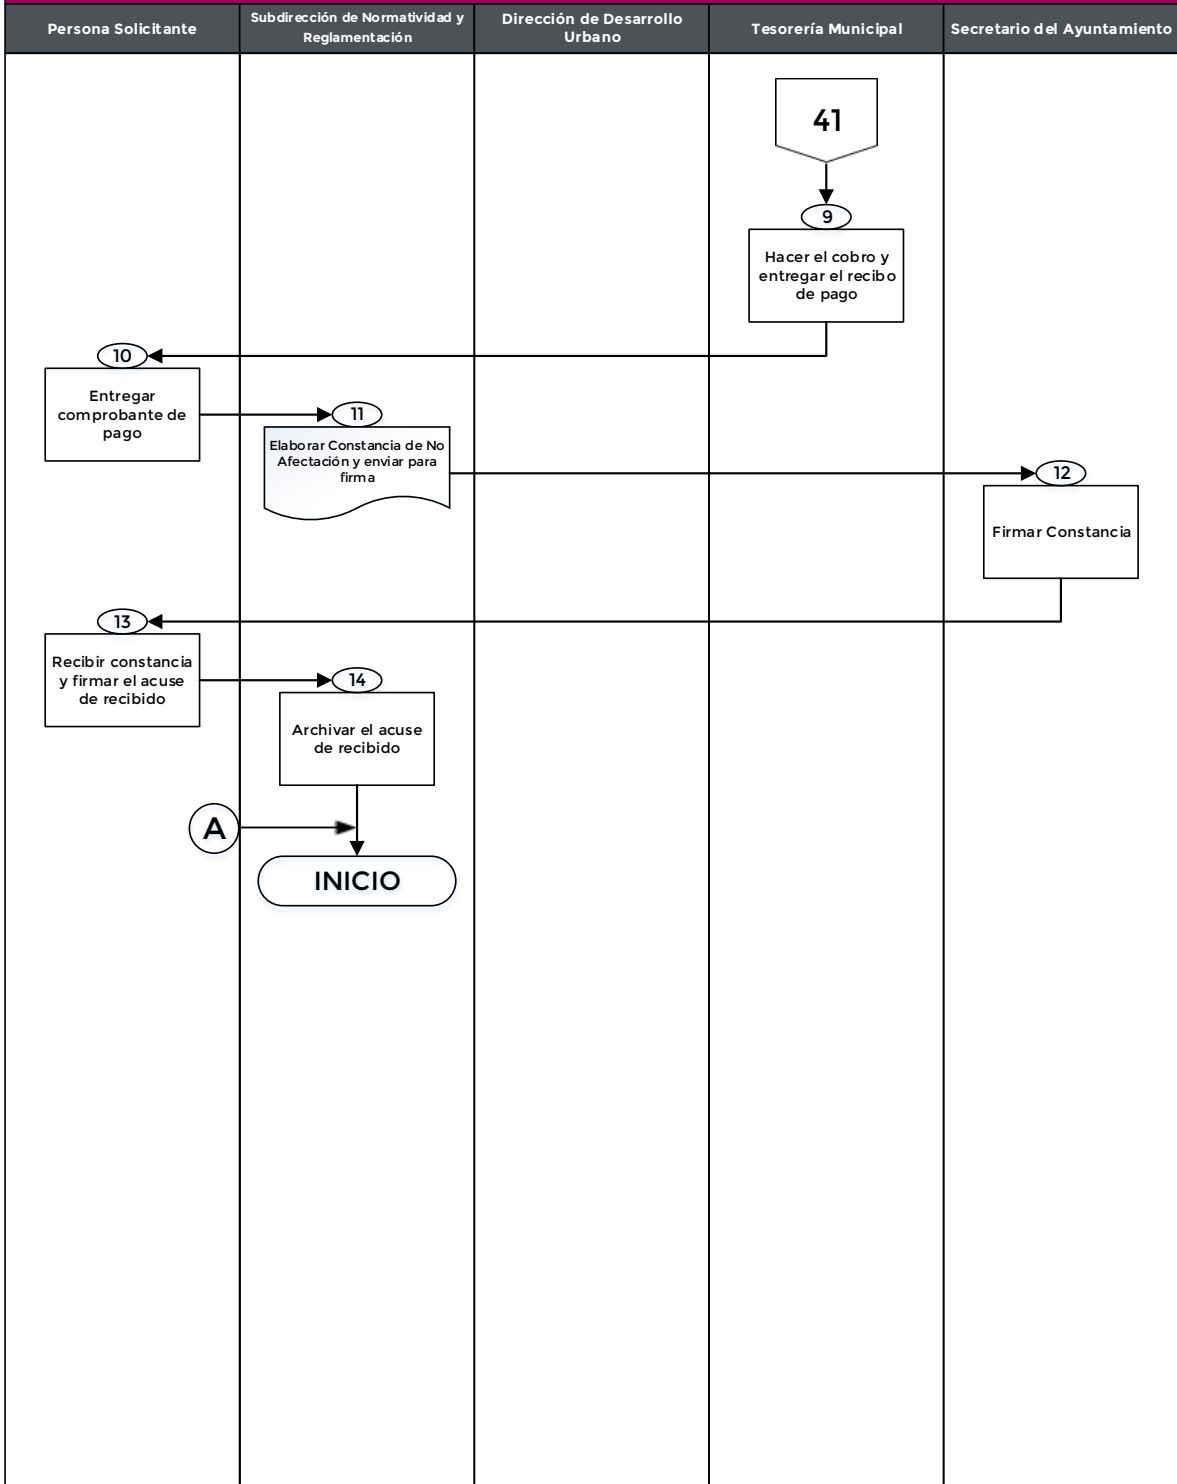 Persona Solicitante
Subdirección de Normatividad y
Reglamentación
Dirección de Desarrollo
Urbano
Tesorería Municipal
Secretario del Ayuntamiento
41
9
Hacer el cobro y
entregar el recibo
de pago
10
Entregar
comprobante de
pago
11
Elaborar Constancia de No
Afectación y enviar para
firma
12
Firmar Constancia
13
Recibir constancia
y firmar el acuse
de recibido
14
Archivar el acuse
de recibido
A
INICIO